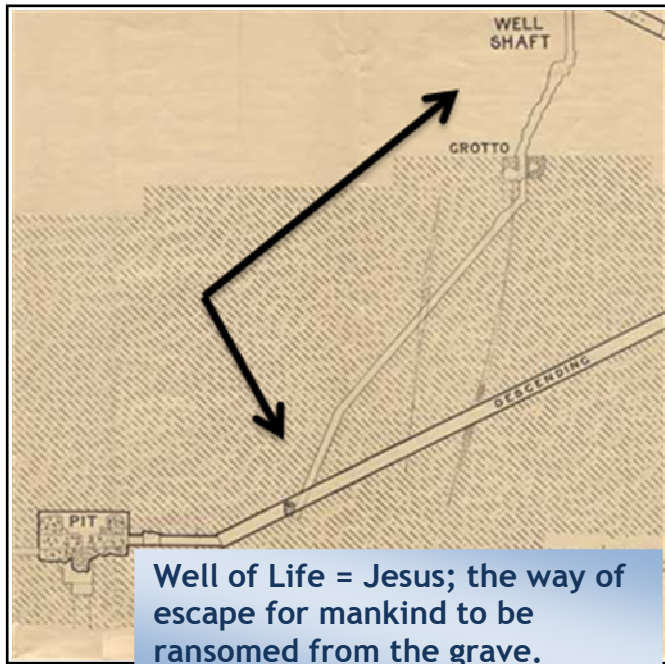 WELL
SHAFT
GROTTO
DESCENDING
PIT
Well of Life = Jesus; the way of
escape for mankind to be
ransomed from the grave.